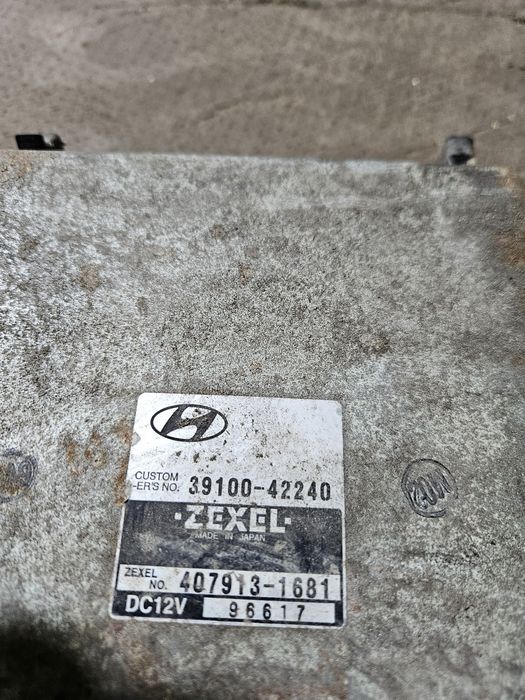 CUSTOM
-ER'S NO. 39100-42240
·ZEXEL·
MADE IN JAPAN
ZEXEL
NO. 407913-1681
DC12V 96617